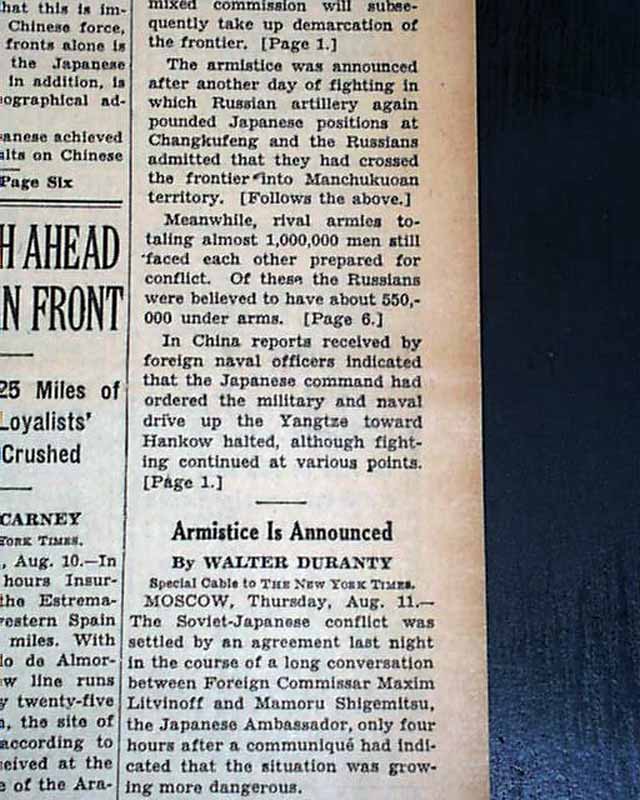 hat this is im-
Chinese force,
fronts alone is
the Japanese
in addition, is
ographical ad-
anese achieved
alts on Chinese
Page Six
H AHEAD
N FRONT
25 Miles of
Loyalists'
Crushed
CARNEY
YORK TIMES.
, Aug. 10.—In
hours Insur-
the Estrema-
western Spain
miles. With
lo de Almor-
w line runs
y twenty-five
, the site of
according to
ceived at the
e of the Ara-
mixed commission will subse-
quently take up demarcation of
the frontier. [Page 1.]
The armistice was announced
after another day of fighting in
which Russian artillery again
pounded Japanese positions at
Changkufeng and the Russians
admitted that they had crossed
the frontier into Manchukuoan
territory. [Follows the above.]
Meanwhile, rival armies to-
taling almost 1,000,000 men still
faced each other prepared for
conflict. Of these the Russians
were believed to have about 550,-
000 under arms. [Page 6.]
In China reports received by
foreign naval officers indicated
that the Japanese command had
ordered the military and naval
drive up the Yangtze toward
Hankow halted, although fight-
ing continued at various points.
[Page 1.]
Armistice Is Announced
By WALTER DURANTY
Special Cable to THE NEW YORK TIMES.
MOSCOW, Thursday, Aug. 11.—
The Soviet-Japanese conflict was
settled by an agreement last night
in the course of a long conversation
between Foreign Commissar Maxim
Litvinoff and Mamoru Shigemitsu,
the Japanese Ambassador, only four
hours after a communiqué had indi-
cated that the situation was grow-
ing more dangerous.